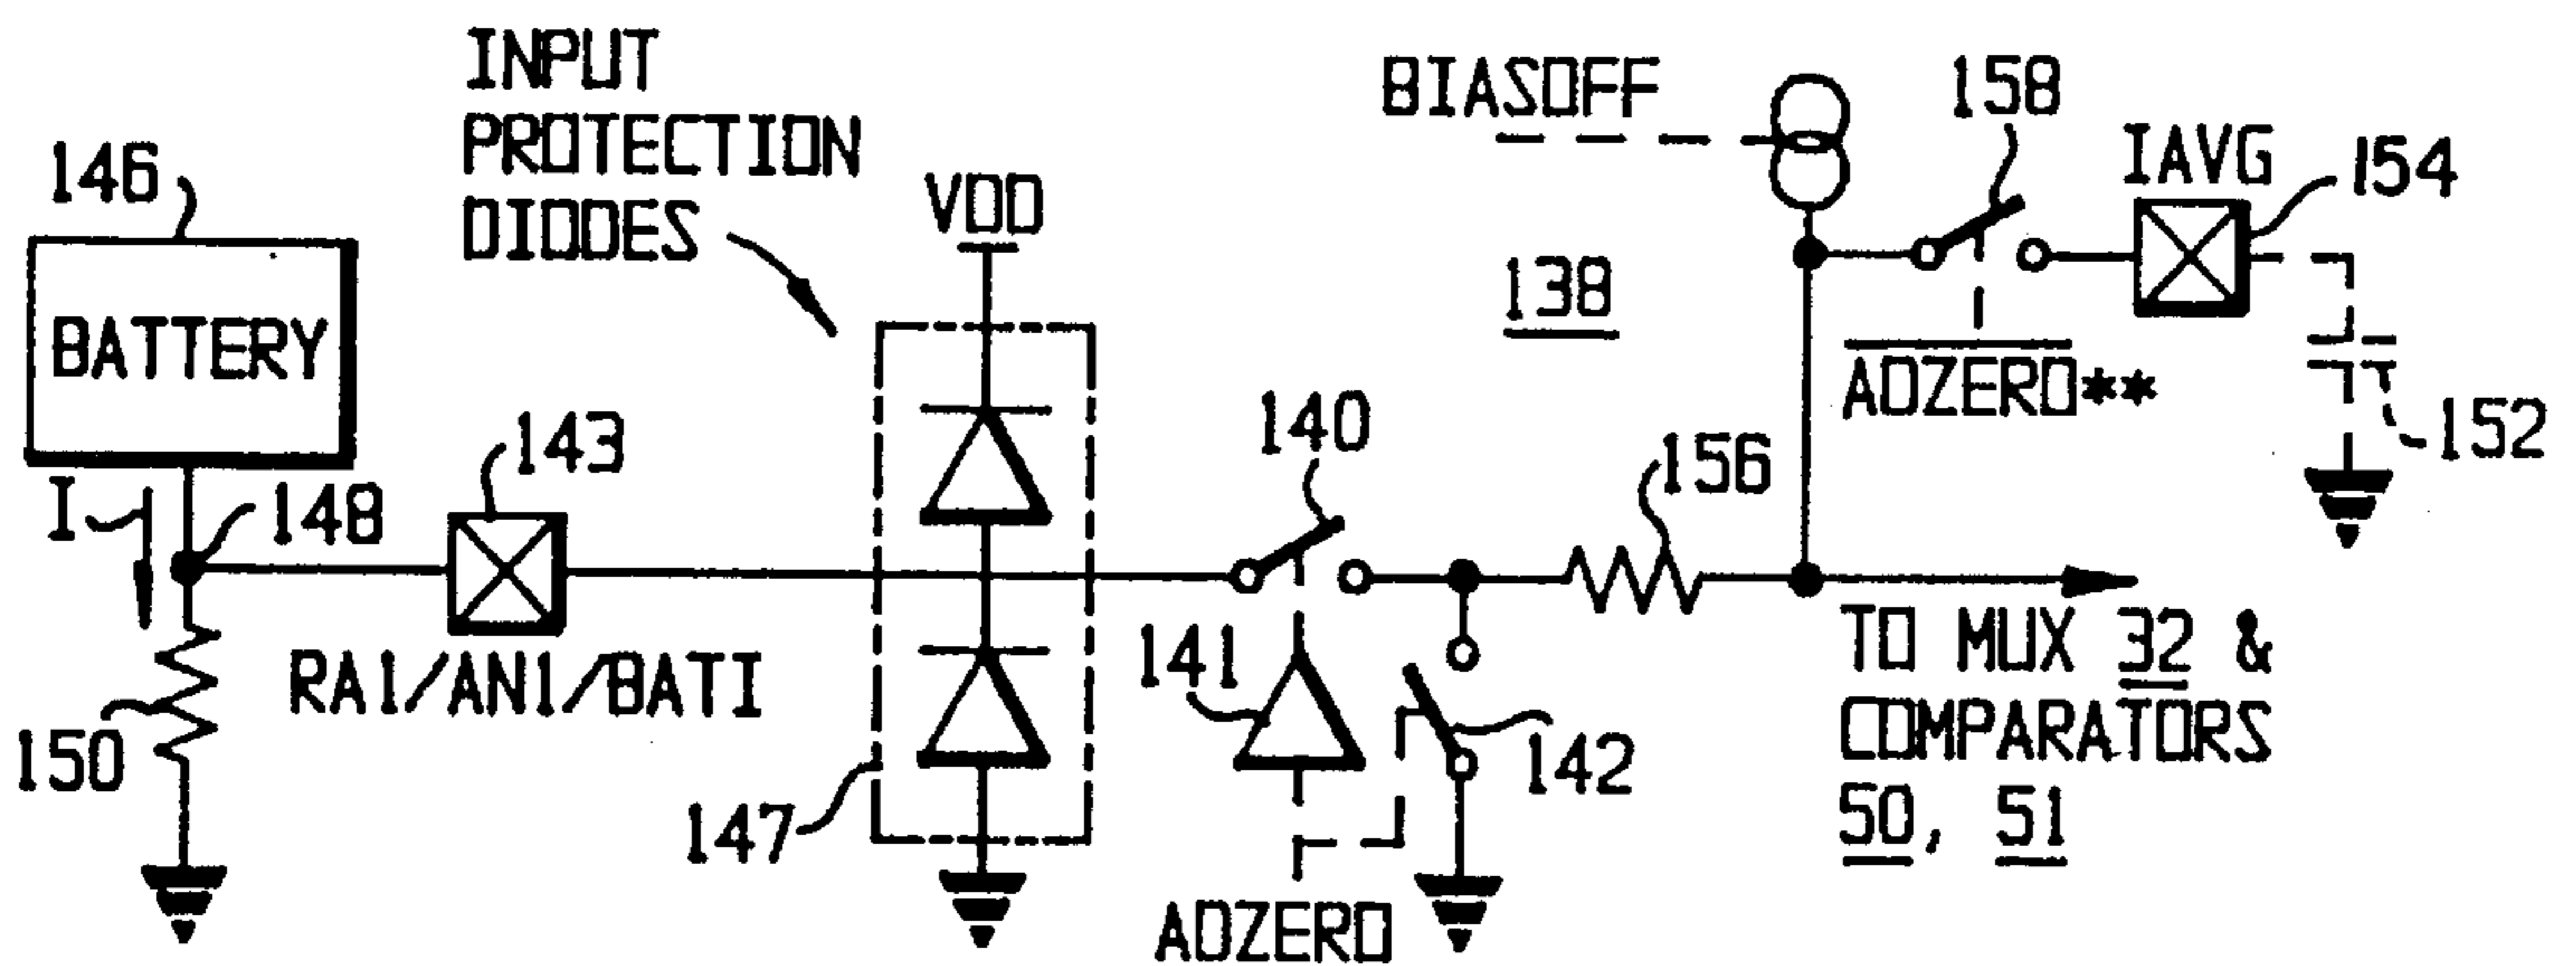 INPUT
PROTECTION
DIODES
146
BATTERY
I
148
143
RA1/AN1/BATI
150
VDD
147
BIASOFF
158
IAVG
154
138
ADZERO**
152
140
156
141
142
ADZERO
TO MUX 32 &
COMPARATORS
50, 51